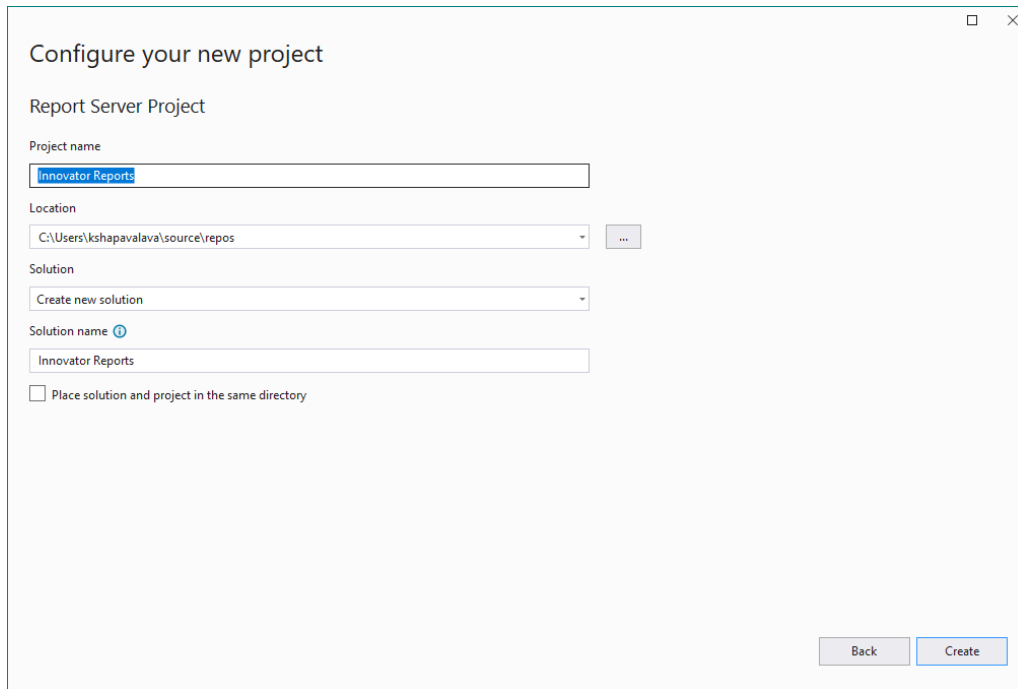 Configure your new project
Report Server Project
Project name
Innovator Reports
Location
C:\Users\kshapavalava\source\repos
...
Solution
Create new solution
Solution name
Innovator Reports
Place solution and project in the same directory
Back
Create